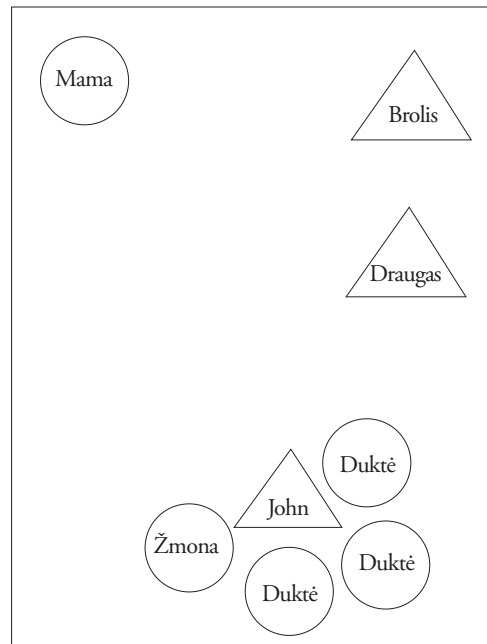 Mama
Brolis
Draugas
Duktė
John
Žmona
Duktė
Duktė